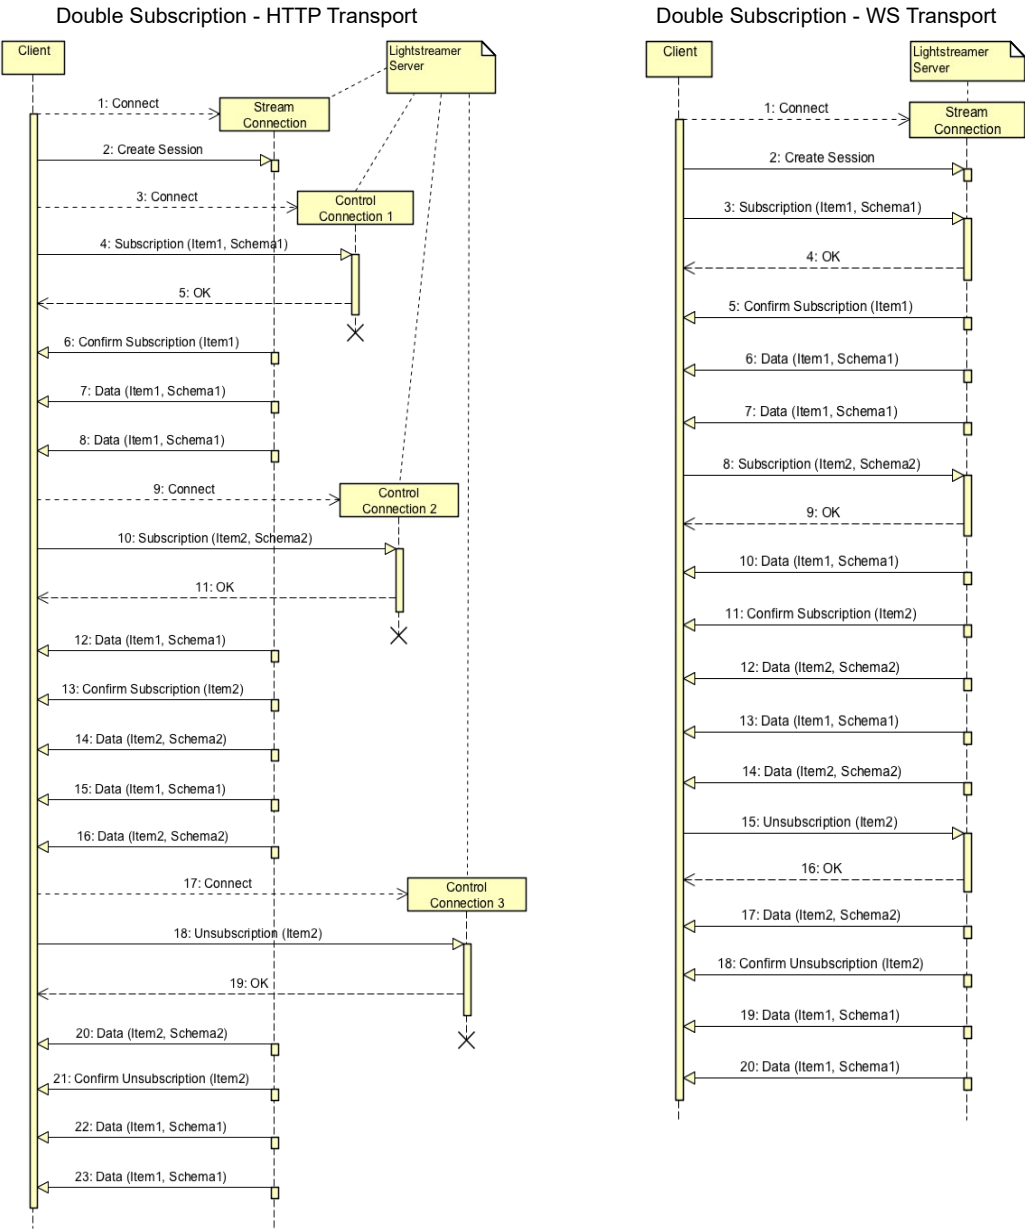 Double Subscription - HTTP Transport
Client
Lightstreamer
Server
1: Connect
Stream
Connection
2: Create Session
3: Connect
Control
Connection 1
4: Subscription (Item1, Schema1)
5: OK
6: Confirm Subscription (Item1)
7: Data (Item1, Schema1)
8: Data (Item1, Schema1)
9: Connect
Control
Connection 2
10: Subscription (Item2, Schema2)
11: OK
12: Data (Item1, Schema1)
13: Confirm Subscription (Item2)
14: Data (Item2, Schema2)
15: Data (Item1, Schema1)
16: Data (Item2, Schema2)
17: Connect
Control
Connection 3
18: Unsubscription (Item2)
19: OK
20: Data (Item2, Schema2)
21: Confirm Unsubscription (Item2)
22: Data (Item1, Schema1)
23: Data (Item1, Schema1)
Double Subscription - WS Transport
Client
Lightstreamer
Server
1: Connect
Stream
Connection
2: Create Session
3: Subscription (Item1, Schema1)
4: OK
5: Confirm Subscription (Item1)
6: Data (Item1, Schema1)
7: Data (Item1, Schema1)
8: Subscription (Item2, Schema2)
9: OK
10: Data (Item1, Schema1)
11: Confirm Subscription (Item2)
12: Data (Item2, Schema2)
13: Data (Item1, Schema1)
14: Data (Item2, Schema2)
15: Unsubscription (Item2)
16: OK
17: Data (Item2, Schema2)
18: Confirm Unsubscription (Item2)
19: Data (Item1, Schema1)
20: Data (Item1, Schema1)